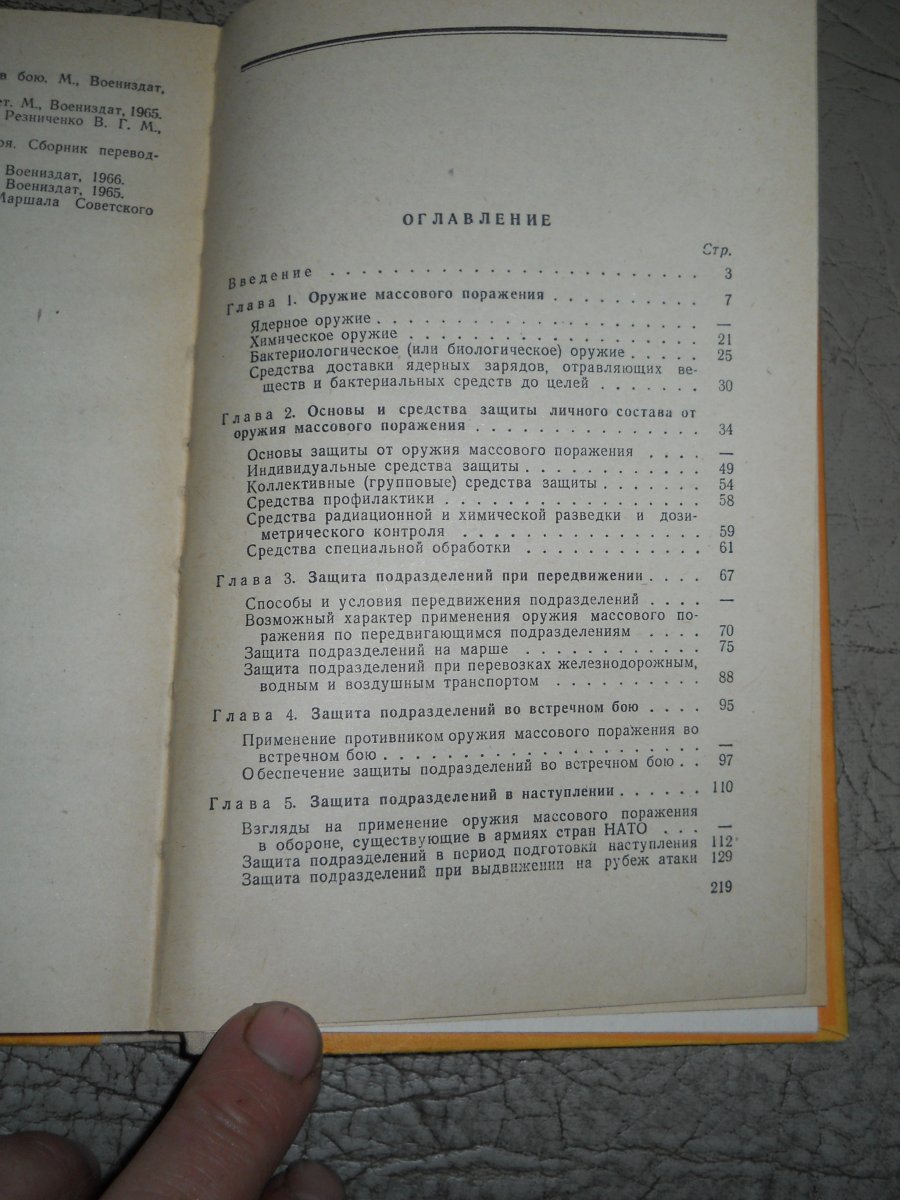 в бою. М., Воениздат,
ет. М., Воениздат, 1965.
Резниченко В. Г. М.,
оя. Сборник перевод-
Воениздат, 1966.
Воениздат, 1965.
Маршала Советского
ОГЛАВЛЕНИЕ
Стр.
Введение . . . . . . . . . . . . . . . . . . . . . . . 3
Глава 1. Оружие массового поражения . . . . . . . . . . 7
Ядерное оружие . . . . . . . . . . . . . . . . . . . . —
Химическое оружие . . . . . . . . . . . . . . . . . . 21
Бактериологическое (или биологическое) оружие . . . . . 25
Средства доставки ядерных зарядов, отравляющих ве-
ществ и бактериальных средств до целей . . . . . . . 30
Глава 2. Основы и средства защиты личного состава от
оружия массового поражения . . . . . . . . . . . . . . 34
Основы защиты от оружия массового поражения . . . . —
Индивидуальные средства защиты . . . . . . . . . . . 49
Коллективные (групповые) средства защиты . . . . . . 54
Средства профилактики . . . . . . . . . . . . . . . . 58
Средства радиационной и химической разведки и дози-
метрического контроля . . . . . . . . . . . . . . . 59
Средства специальной обработки . . . . . . . . . . . 61
Глава 3. Защита подразделений при передвижении . . . . 67
Способы и условия передвижения подразделений . . . . —
Возможный характер применения оружия массового по-
ражения по передвигающимся подразделениям . . . . 70
Защита подразделений на марше . . . . . . . . . . . 75
Защита подразделений при перевозках железнодорожным,
водным и воздушным транспортом . . . . . . . . . . 88
Глава 4. Защита подразделений во встречном бою . . . . 95
Применение противником оружия массового поражения во
встречном бою . . . . . . . . . . . . . . . . . . . —
Обеспечение защиты подразделений во встречном бою . . 97
Глава 5. Защита подразделений в наступлении . . . . . . 110
Взгляды на применение оружия массового поражения
в обороне, существующие в армиях стран НАТО . . . —
Защита подразделений в период подготовки наступления 112
Защита подразделений при выдвижении на рубеж атаки 129
219